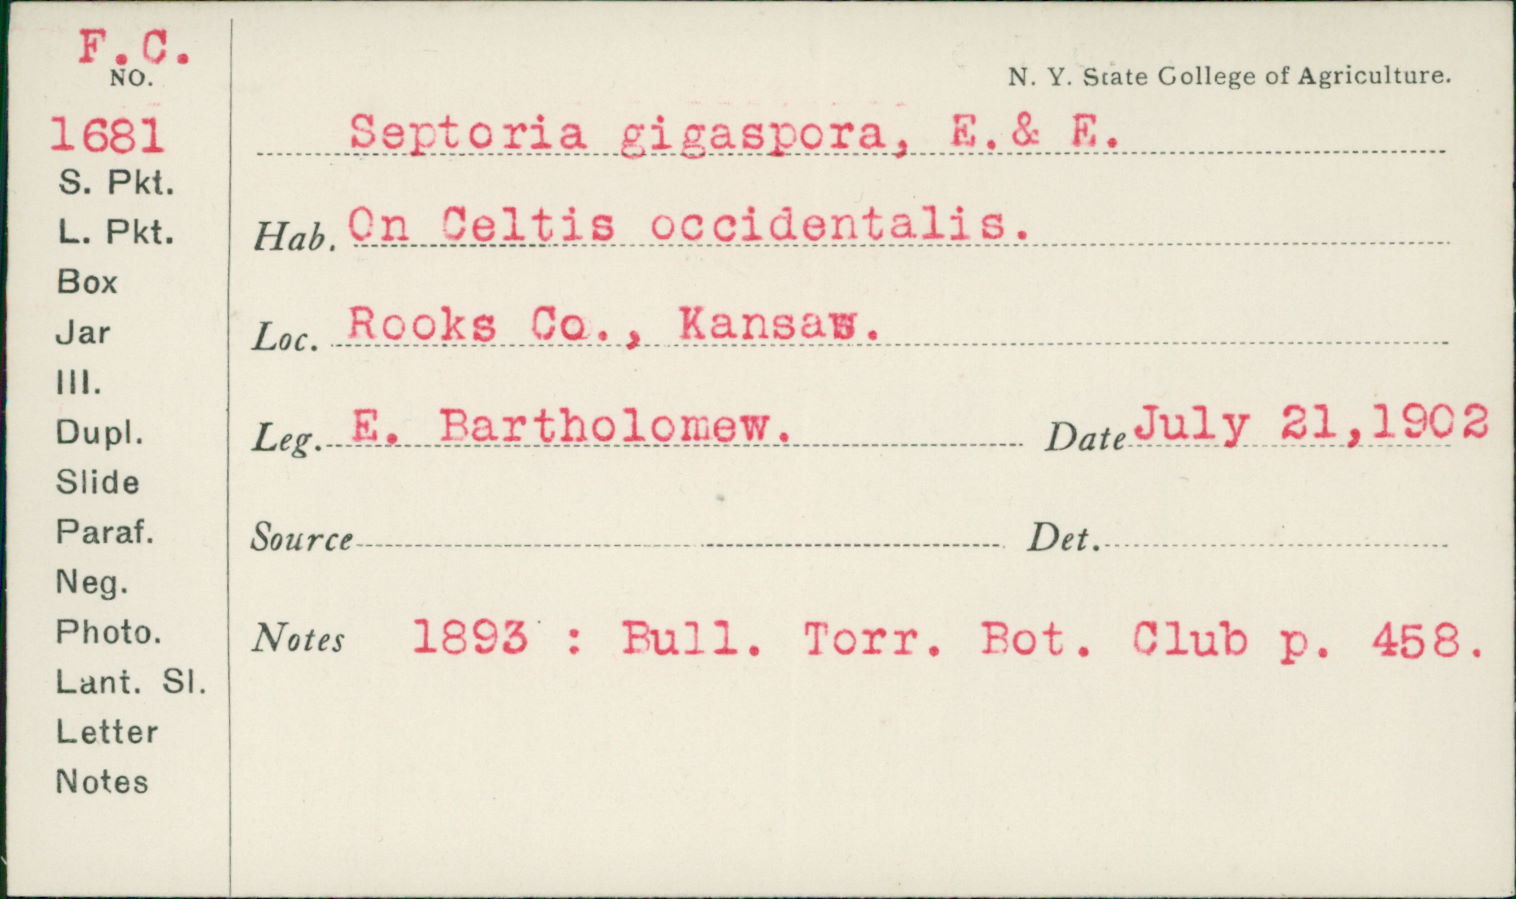 F.C.
NO.
1681
S. Pkt.
L. Pkt.
Box
Jar
Ill.
Dupl.
Slide
Paraf.
Neg.
Photo.
Lant. Sl.
Letter
Notes
N. Y. State College of Agriculture.
Septoria gigaspora, E.& E.
Hab. On Celtis occidentalis.
Loc. Rooks Co., Kansas.
Leg. E. Bartholomew. Date July 21,1902
Source Det.
Notes 1893 : Bull. Torr. Bot. Club p. 458.